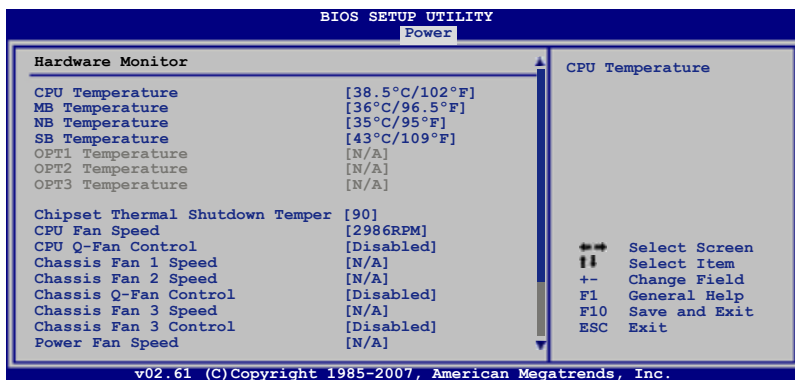 BIOS SETUP UTILITY
Power
Hardware Monitor
CPU Temperature [38.5°C/102°F]
MB Temperature [36°C/96.5°F]
NB Temperature [35°C/95°F]
SB Temperature [43°C/109°F]
OPT1 Temperature [N/A]
OPT2 Temperature [N/A]
OPT3 Temperature [N/A]
Chipset Thermal Shutdown Temper [90]
CPU Fan Speed [2986RPM]
CPU Q-Fan Control [Disabled]
Chassis Fan 1 Speed [N/A]
Chassis Fan 2 Speed [N/A]
Chassis Q-Fan Control [Disabled]
Chassis Fan 3 Speed [N/A]
Chassis Fan 3 Control [Disabled]
Power Fan Speed [N/A]
CPU Temperature
←→ Select Screen
↑↓ Select Item
+- Change Field
F1 General Help
F10 Save and Exit
ESC Exit
v02.61 (C)Copyright 1985-2007, American Megatrends, Inc.